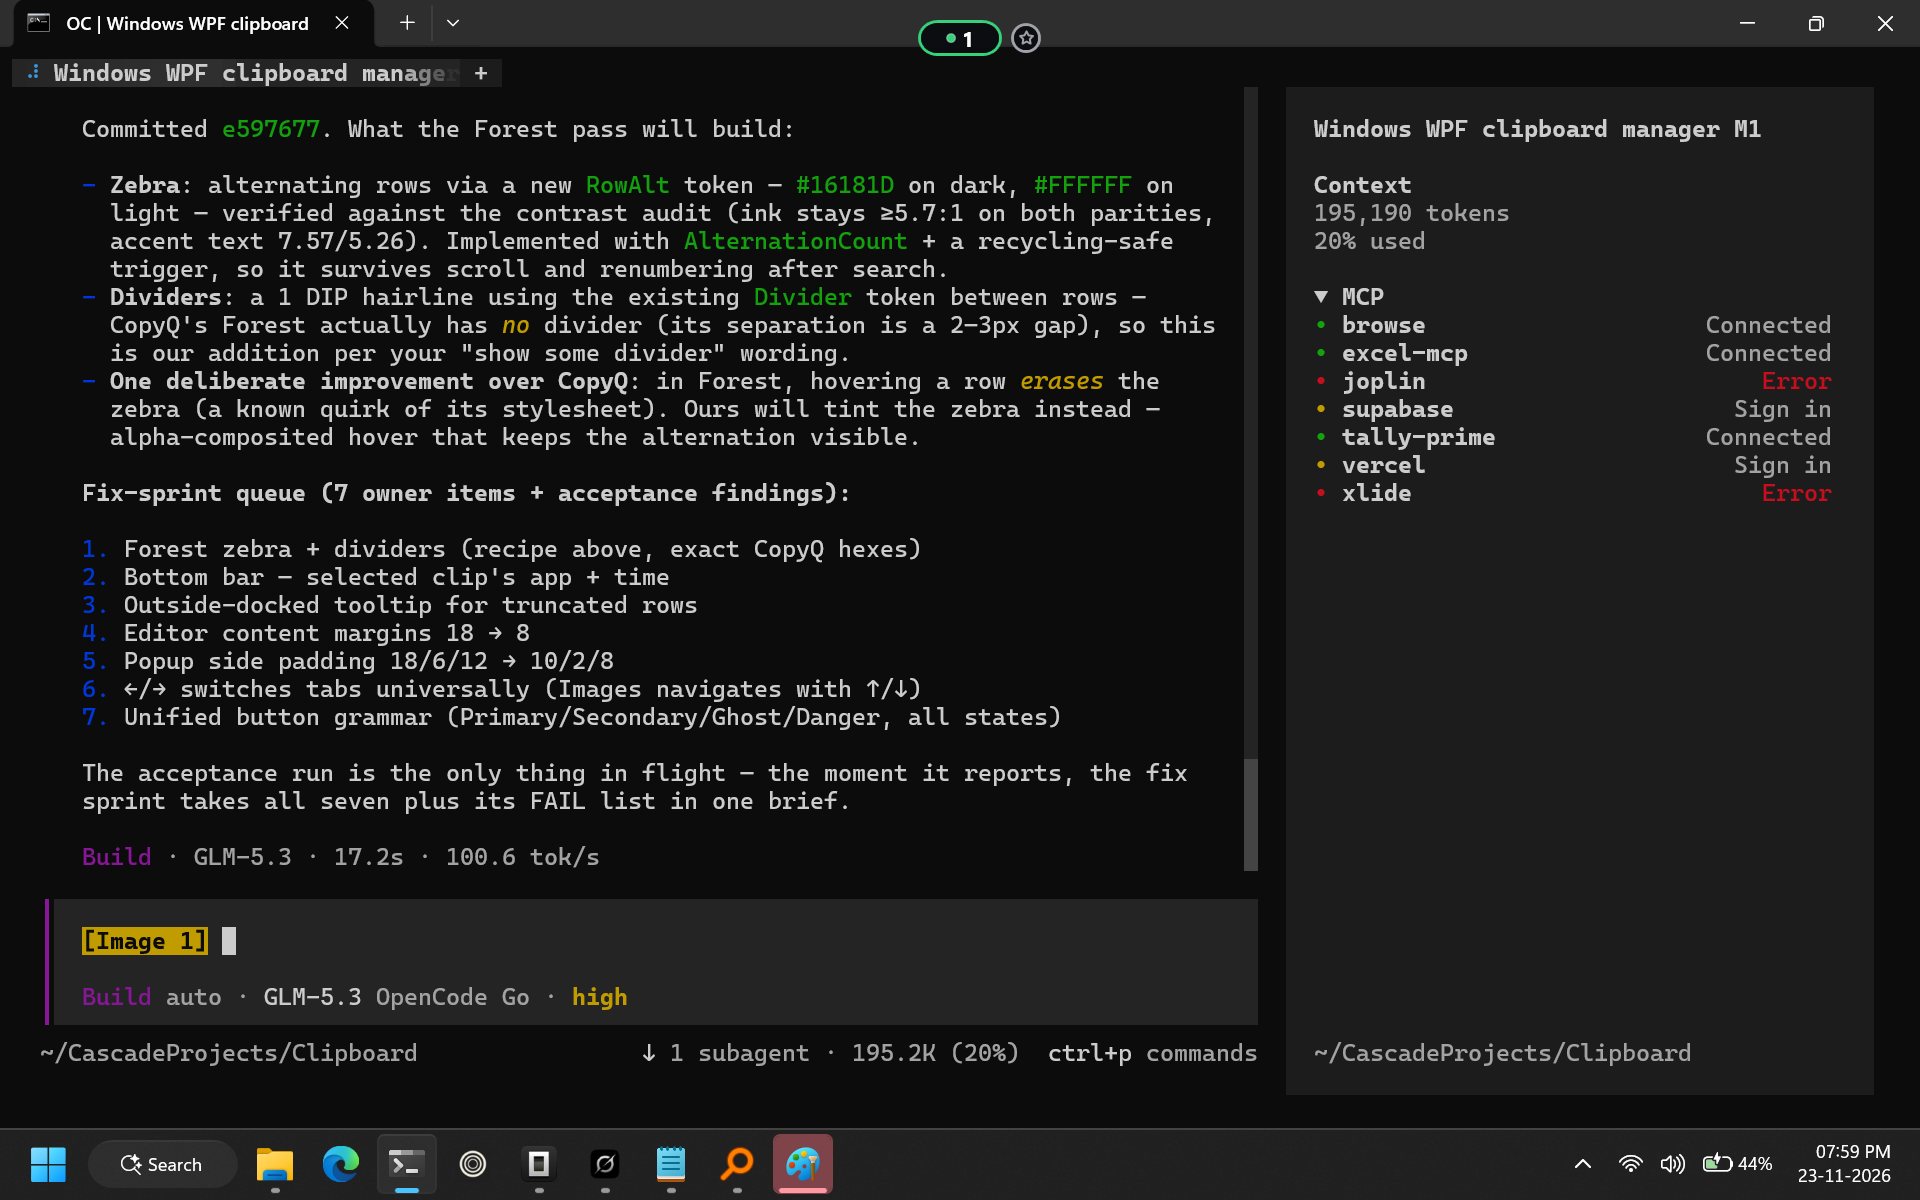 OC | Windows WPF clipboard
1
Windows WPF clipboard manager +
Committed e597677. What the Forest pass will build:
– Zebra: alternating rows via a new RowAlt token — #16181D on dark, #FFFFFF on
light — verified against the contrast audit (ink stays ≥5.7:1 on both parities,
accent text 7.57/5.26). Implemented with AlternationCount + a recycling-safe
trigger, so it survives scroll and renumbering after search.
– Dividers: a 1 DIP hairline using the existing Divider token between rows —
CopyQ's Forest actually has no divider (its separation is a 2–3px gap), so this
is our addition per your "show some divider" wording.
– One deliberate improvement over CopyQ: in Forest, hovering a row erases the
zebra (a known quirk of its stylesheet). Ours will tint the zebra instead —
alpha-composited hover that keeps the alternation visible.
Fix-sprint queue (7 owner items + acceptance findings):
1. Forest zebra + dividers (recipe above, exact CopyQ hexes)
2. Bottom bar — selected clip's app + time
3. Outside-docked tooltip for truncated rows
4. Editor content margins 18 → 8
5. Popup side padding 18/6/12 → 10/2/8
6. ←/→ switches tabs universally (Images navigates with ↑/↓)
7. Unified button grammar (Primary/Secondary/Ghost/Danger, all states)
The acceptance run is the only thing in flight — the moment it reports, the fix
sprint takes all seven plus its FAIL list in one brief.
Build · GLM-5.3 · 17.2s · 100.6 tok/s
[Image 1]
Build auto · GLM-5.3 OpenCode Go · high
~/CascadeProjects/Clipboard ↓ 1 subagent · 195.2K (20%) ctrl+p commands
Windows WPF clipboard manager M1
Context
195,190 tokens
20% used
▼ MCP
• browse Connected
• excel-mcp Connected
• joplin Error
• supabase Sign in
• tally-prime Connected
• vercel Sign in
• xlide Error
~/CascadeProjects/Clipboard
Search
44%
07:59 PM
23-11-2026